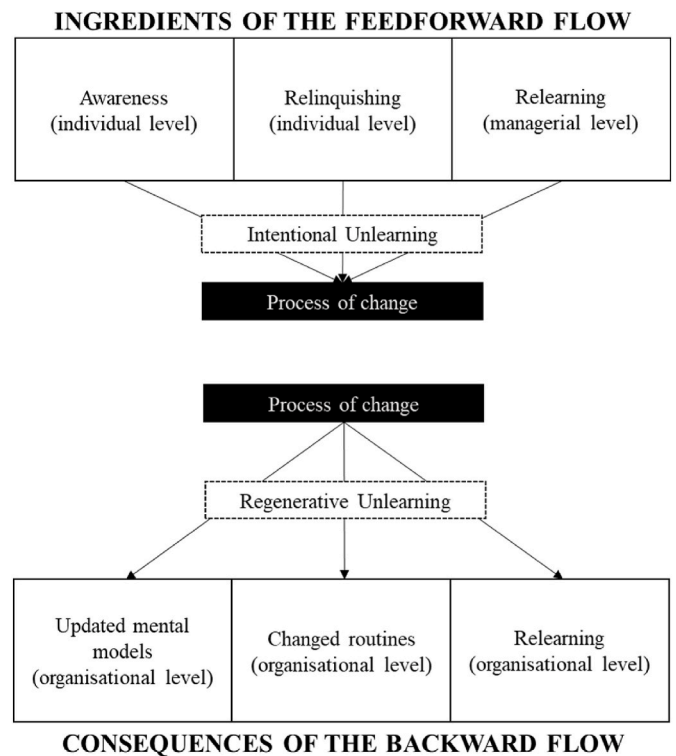 INGREDIENTS OF THE FEEDFORWARD FLOW
Awareness
(individual level)
Relinquishing
(individual level)
Relearning
(managerial level)
Intentional Unlearning
Process of change
Process of change
Regenerative Unlearning
Updated mental
models
(organisational level)
Changed routines
(organisational level)
Relearning
(organisational level)
CONSEQUENCES OF THE BACKWARD FLOW